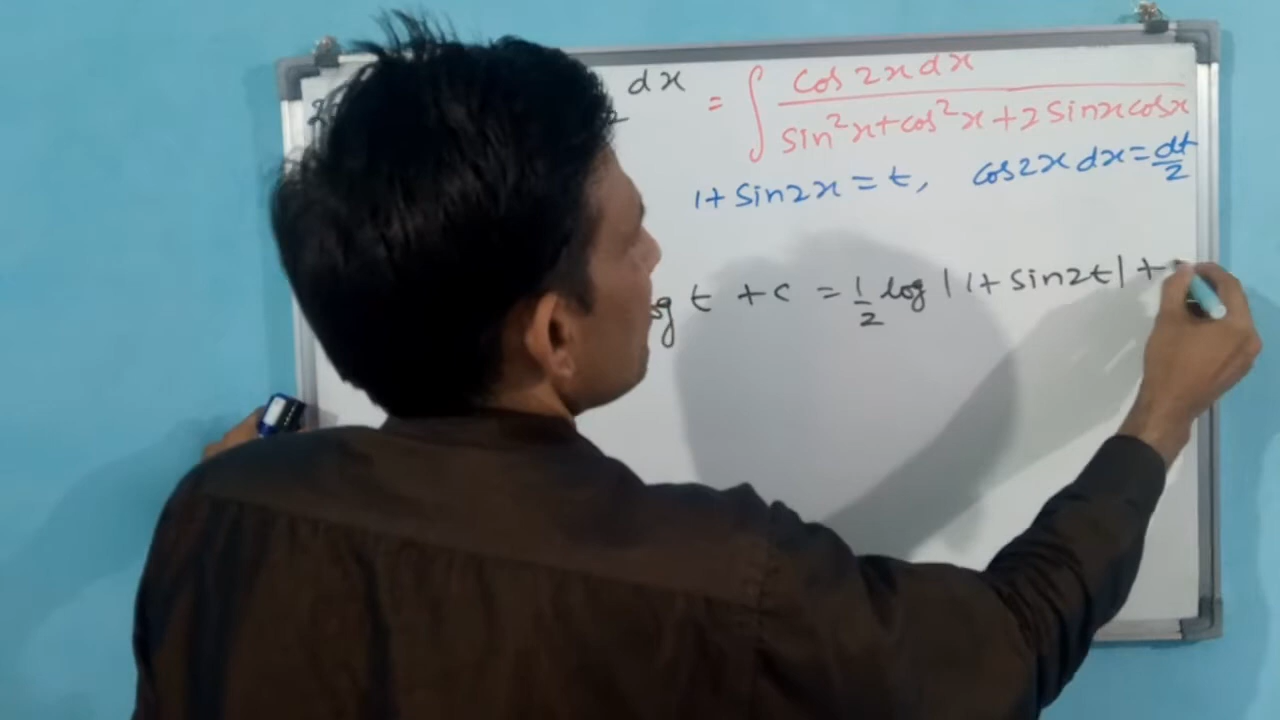 dx = ∫ cos 2x dx / sin²x + cos²x + 2 sinx cosx
1 + sin2x = t, cos2x dx = dt/2
t + c = 1/2 log | 1 + sin2t | +